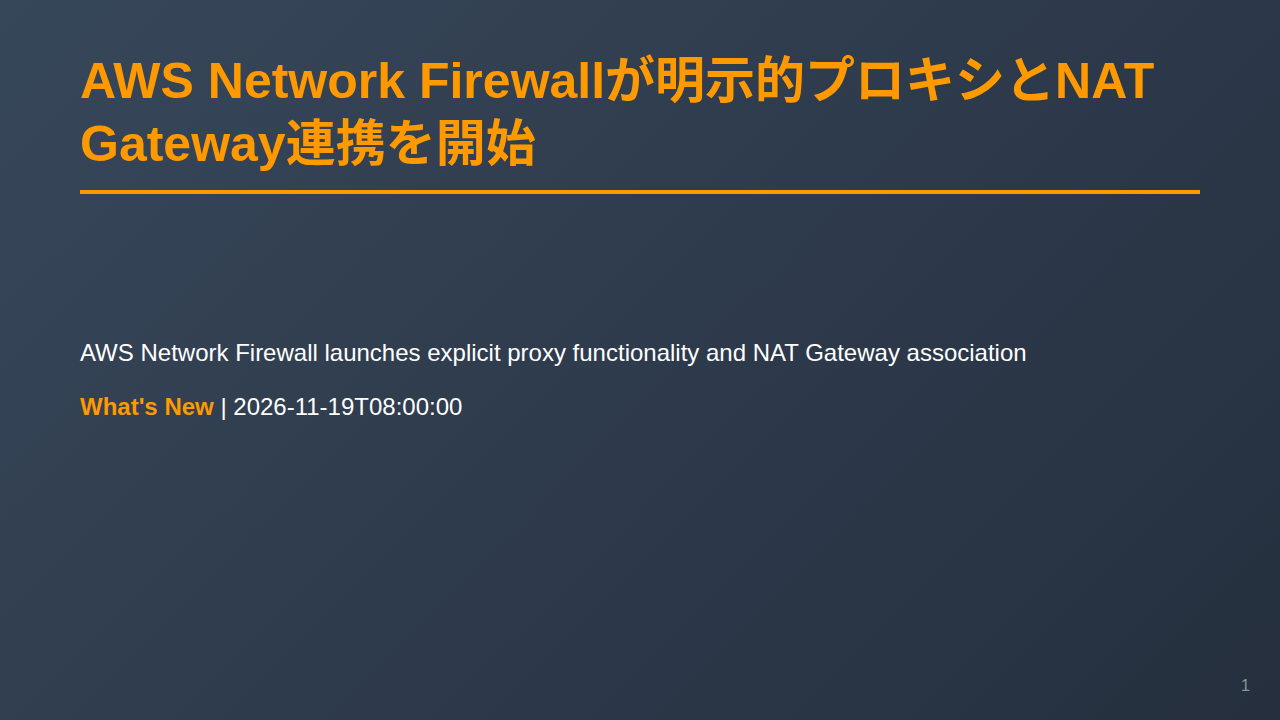 AWS Network Firewallが明示的プロキシとNAT
Gateway連携を開始
AWS Network Firewall launches explicit proxy functionality and NAT Gateway association
What's New | 2026-11-19T08:00:00
1